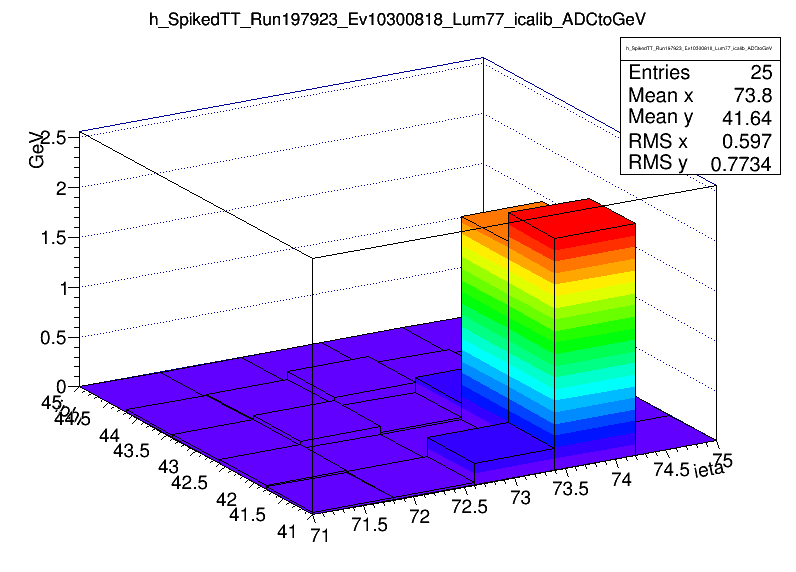 h_SpikedTT_Run197923_Ev10300818_Lum77_icalib_ADCtoGeV
h_SpikedTT_Run197923_Ev10300818_Lum77_icalib_ADCtoGeV
Entries 25
Mean x 73.8
Mean y 41.64
RMS x 0.597
RMS y 0.7734
GeV
2.5
2
1.5
1
0.5
0
45
44.5
44
43.5
43
42.5
42
41.5
41
71
71.5
72
72.5
73
73.5
74
74.5
75
ieta